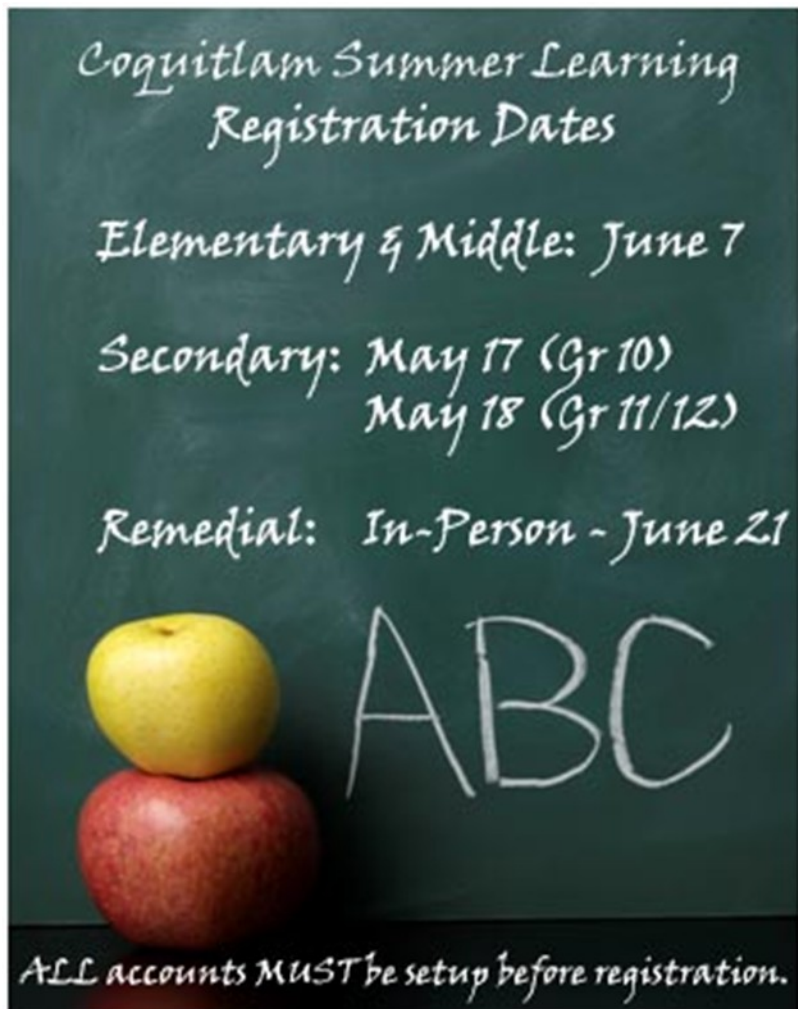 Coquitlam Summer Learning
Registration Dates
Elementary & Middle: June 7
Secondary: May 17 (Gr 10)
May 18 (Gr 11/12)
Remedial: In-Person - June 21
ABC
ALL accounts MUST be setup before registration.